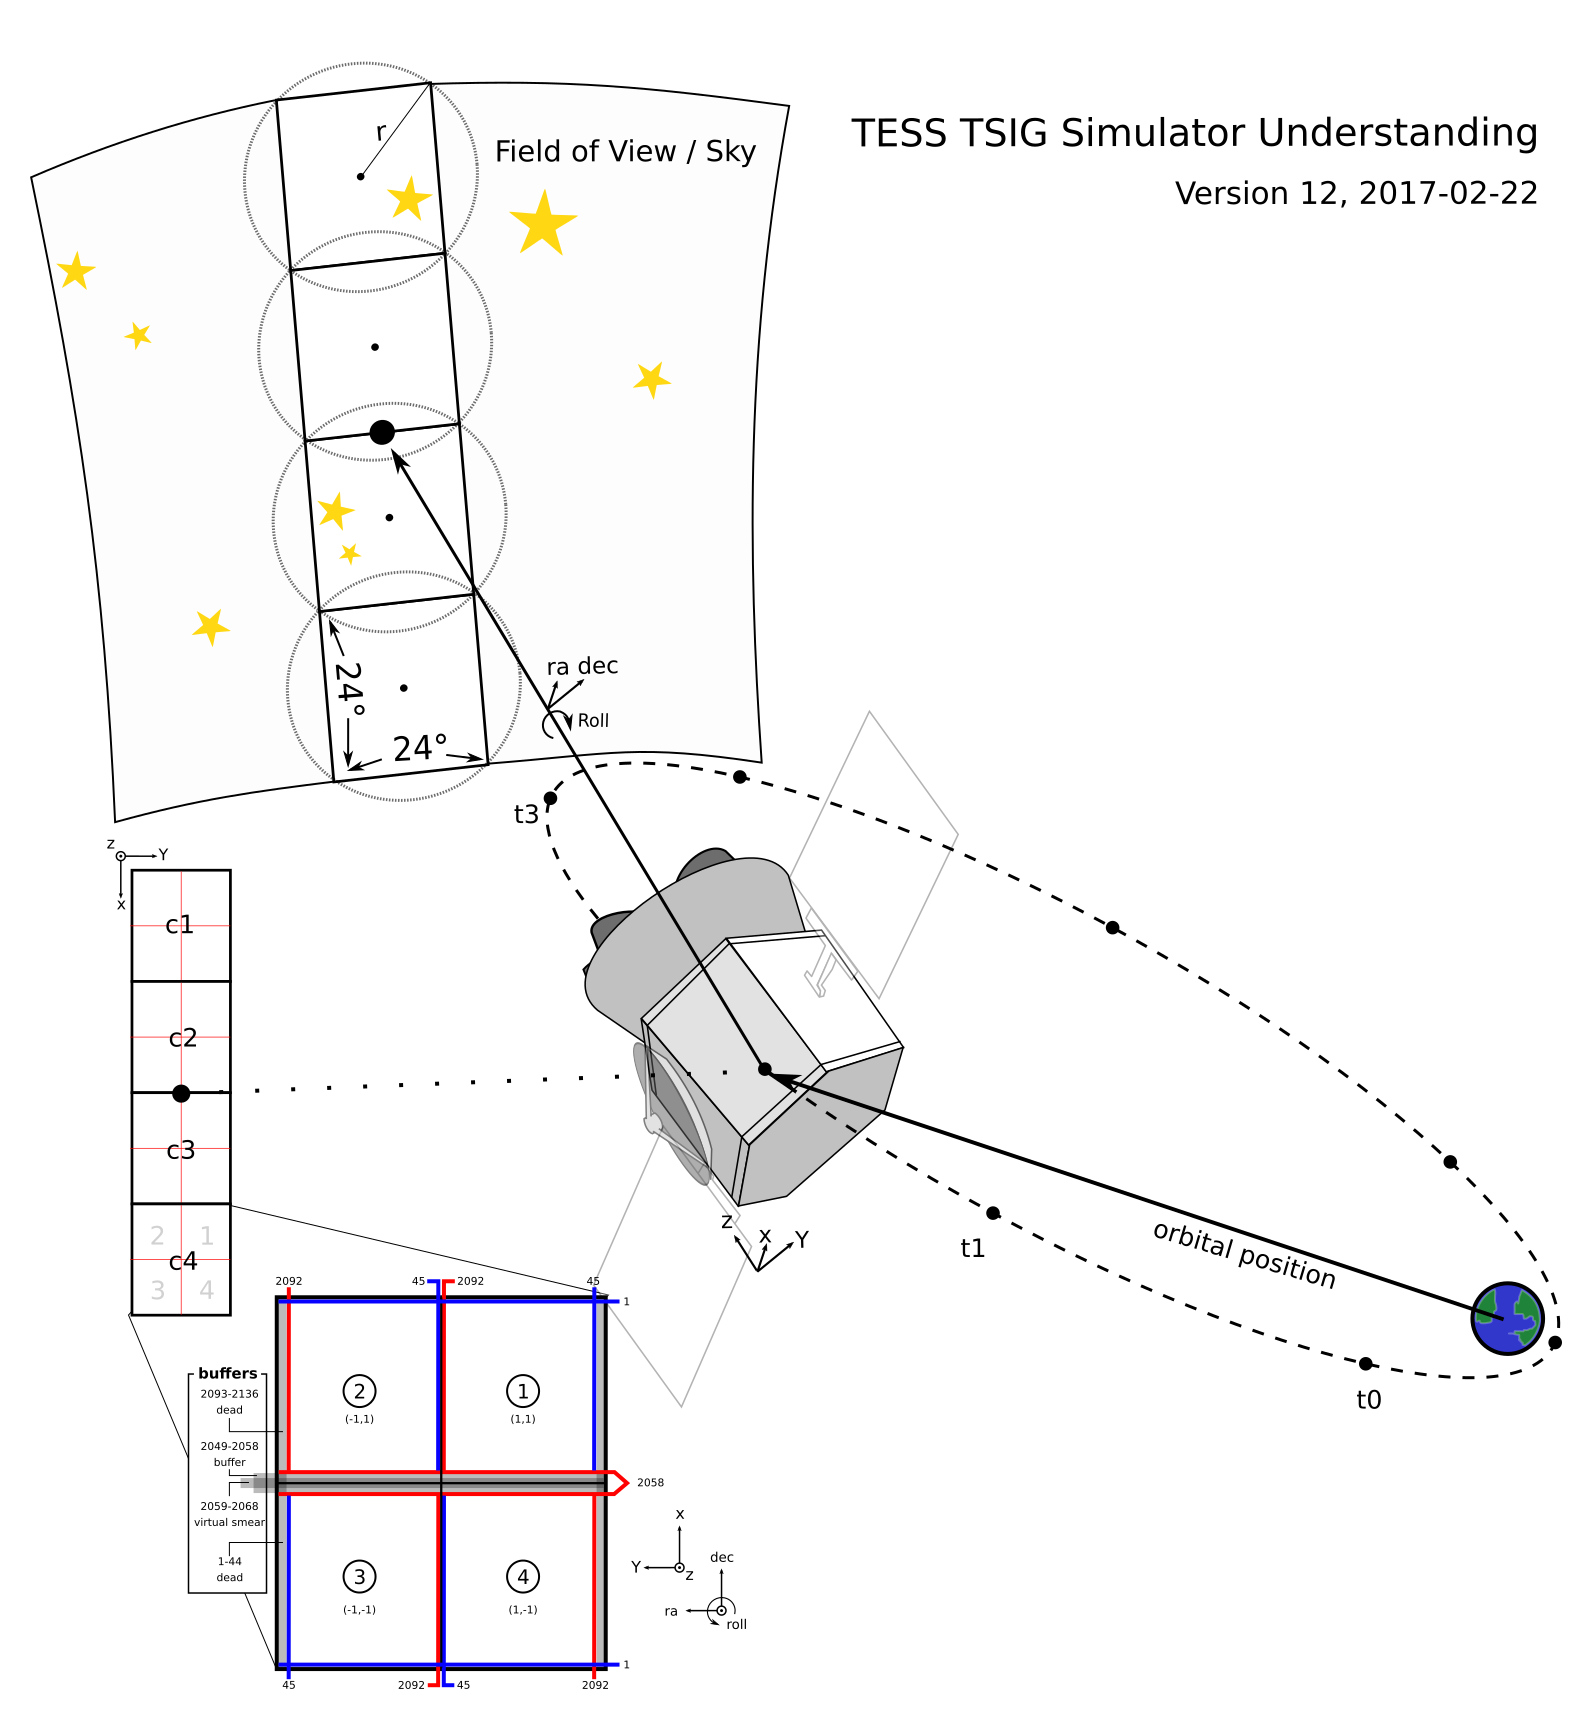 TESS TSIG Simulator Understanding
Version 12, 2017-02-22
Field of View / Sky
r
24°
24°
ra dec
Roll
t3
z
Y
x
c1
c2
c3
2 1
c4
3 4
z x Y
t1
orbital position
t0
2092 45 2092 45
1
2
(-1,1)
1
(1,1)
buffers
2093-2136
dead
2049-2058
buffer
2059-2068
virtual smear
1-44
dead
2058
3
(-1,-1)
4
(1,-1)
1
45 2092 45 2092
x
Y
z
dec
ra
roll